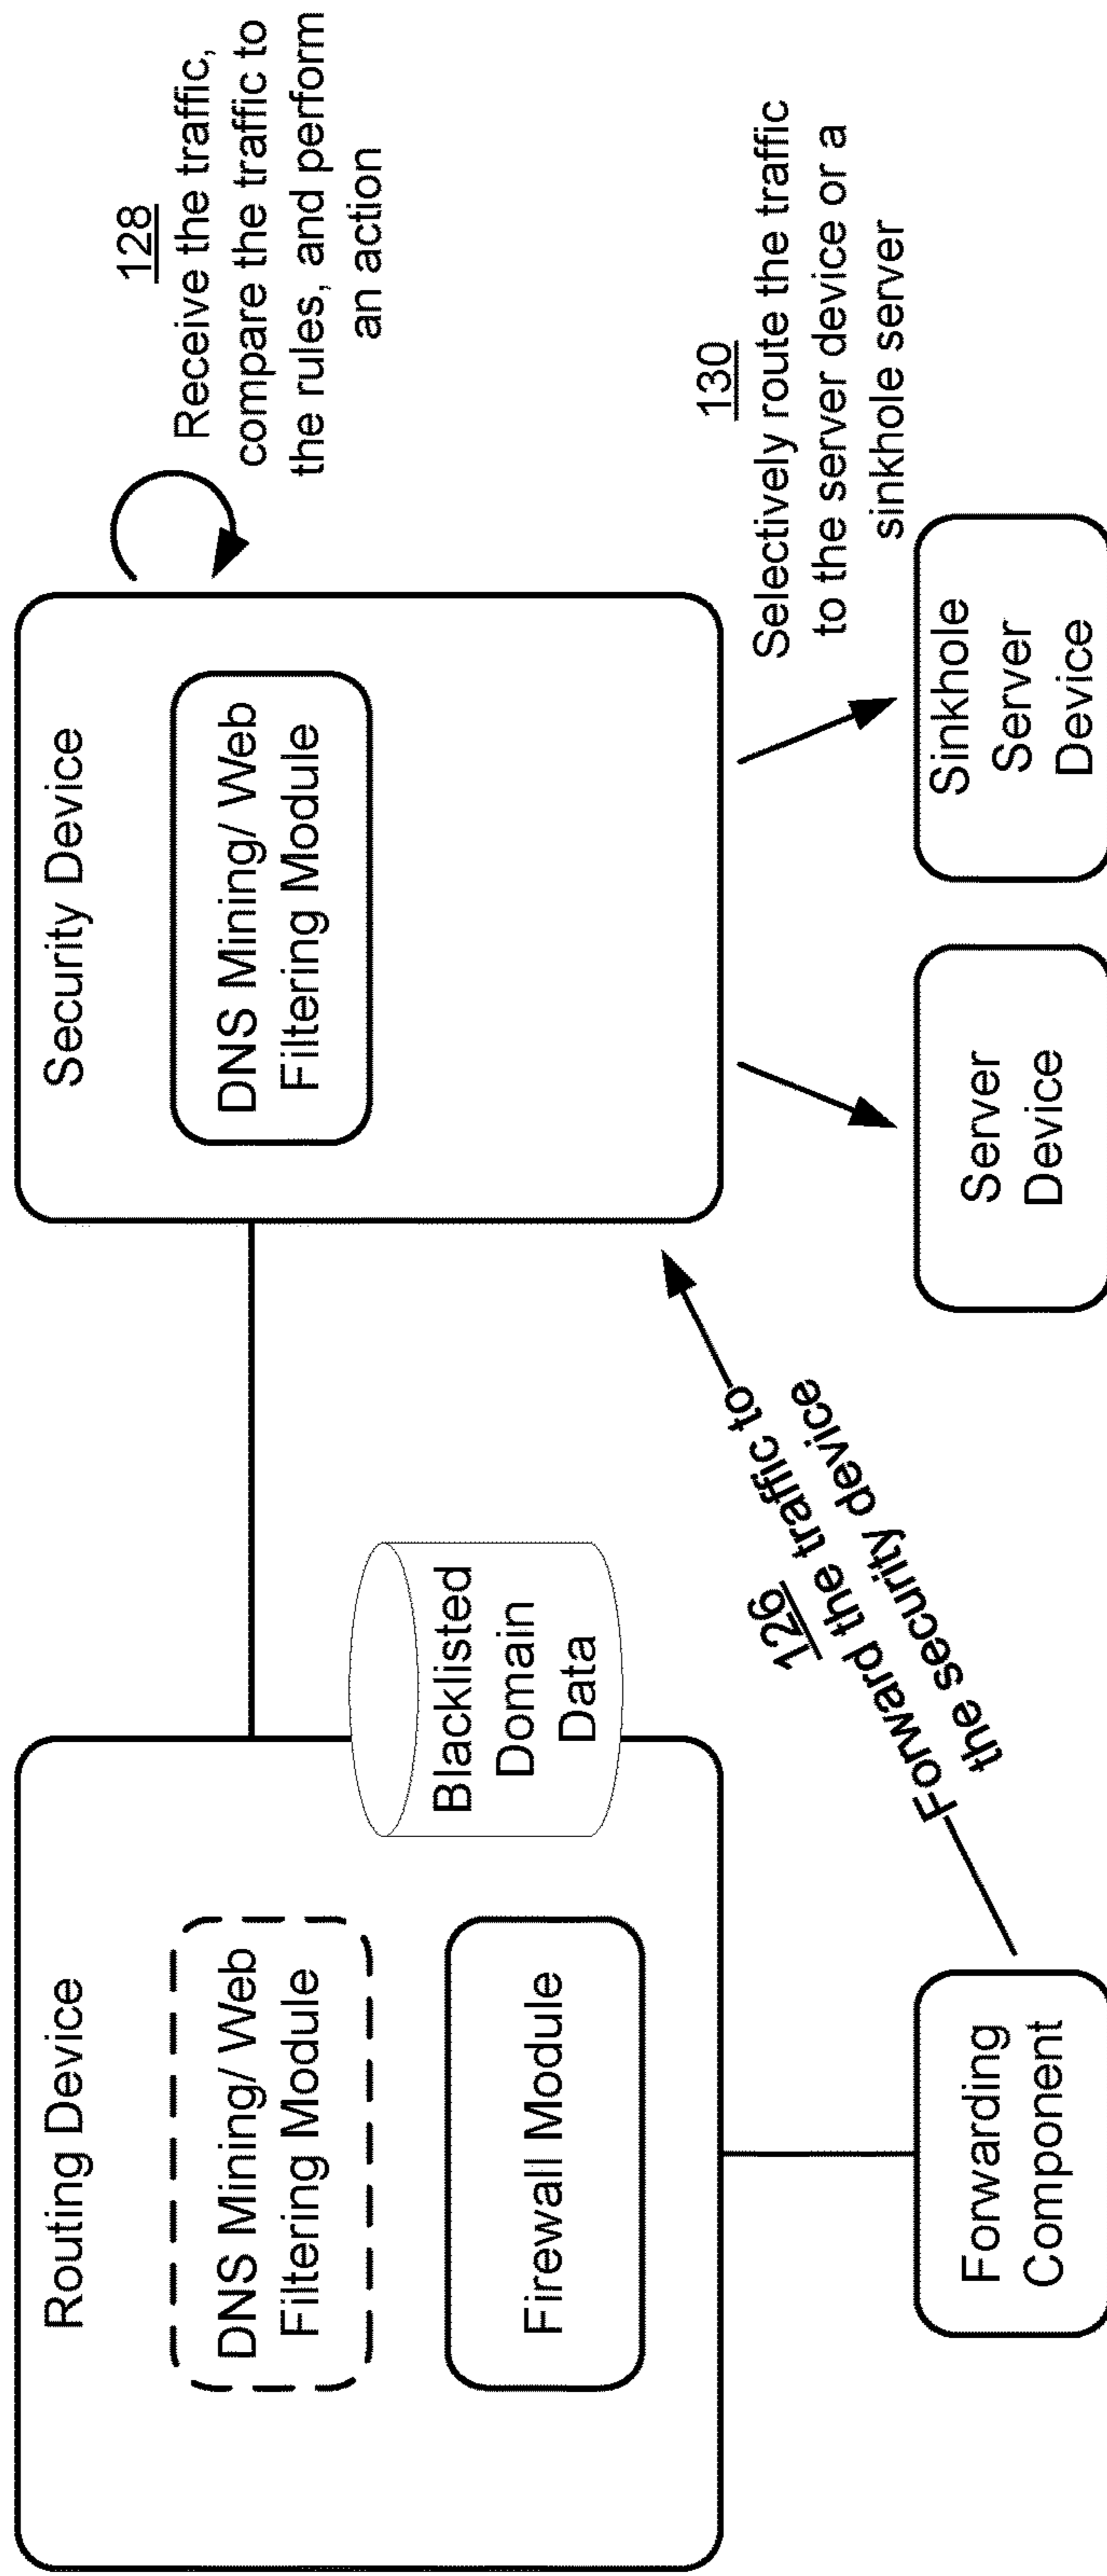 Routing Device
DNS Mining/ Web
Filtering Module
Firewall Module
Blacklisted
Domain
Data
Forwarding
Component
126
Forward the traffic to
the security device
Security Device
DNS Mining/ Web
Filtering Module
128
Receive the traffic,
compare the traffic to
the rules, and perform
an action
130
Selectively route the traffic
to the server device or a
sinkhole server
Server
Device
Sinkhole
Server
Device